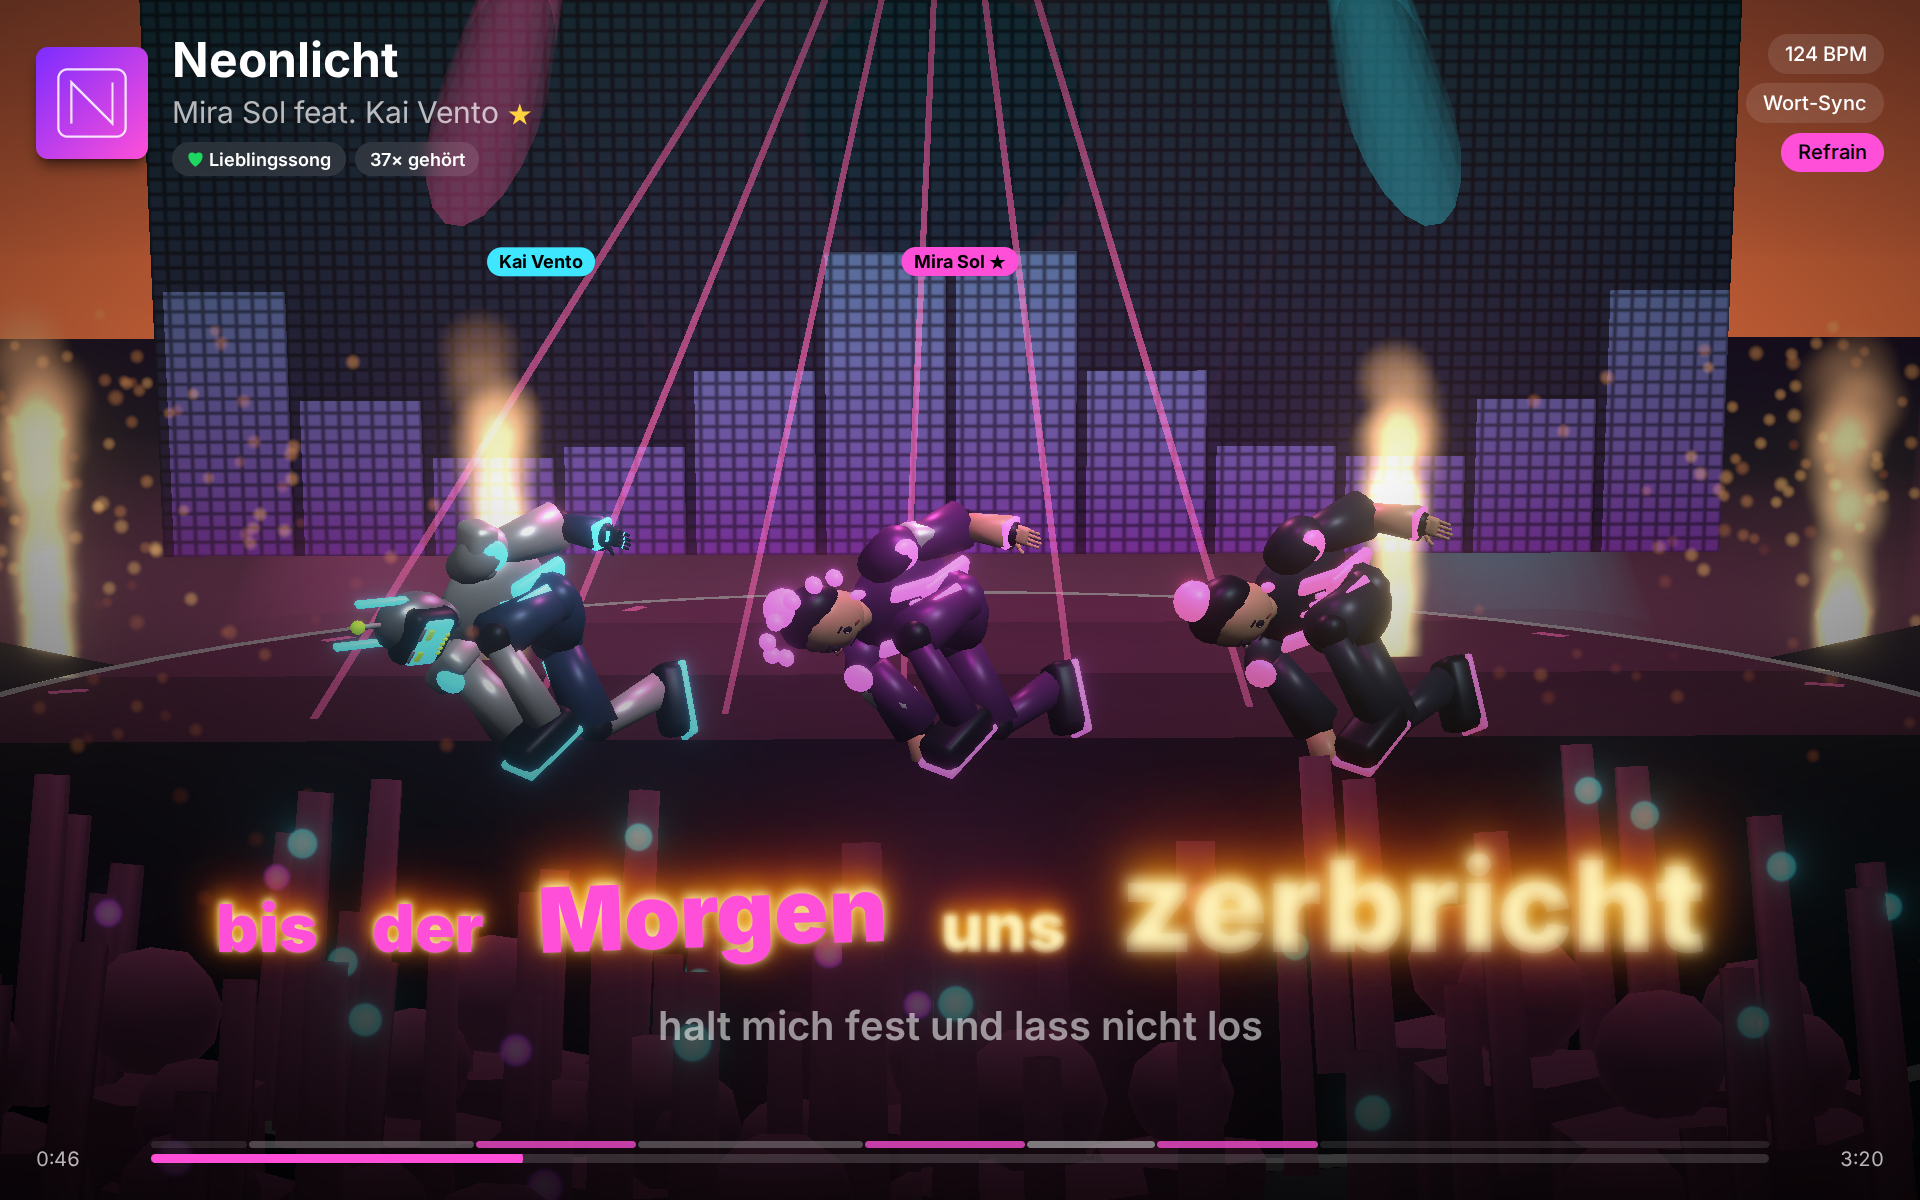 N
Neonlicht
Mira Sol feat. Kai Vento ★
Lieblingssong
37× gehört
124 BPM
Wort-Sync
Refrain
Kai Vento
Mira Sol ★
bis der Morgen uns zerbricht
halt mich fest und lass nicht los
0:46
3:20